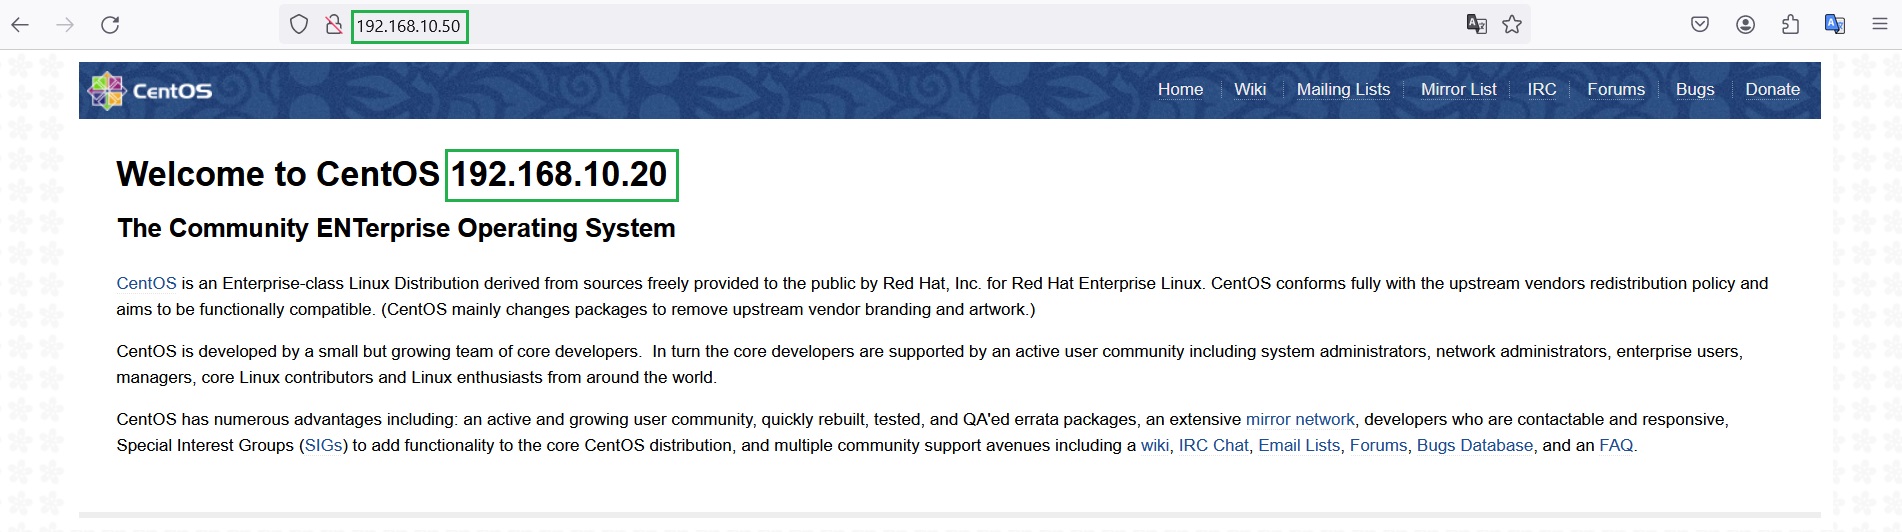 192.168.10.50
CentOS
Home Wiki Mailing Lists Mirror List IRC Forums Bugs Donate
Welcome to CentOS 192.168.10.20
The Community ENTerprise Operating System
CentOS is an Enterprise-class Linux Distribution derived from sources freely provided to the public by Red Hat, Inc. for Red Hat Enterprise Linux. CentOS conforms fully with the upstream vendors redistribution policy and
aims to be functionally compatible. (CentOS mainly changes packages to remove upstream vendor branding and artwork.)
CentOS is developed by a small but growing team of core developers.  In turn the core developers are supported by an active user community including system administrators, network administrators, enterprise users,
managers, core Linux contributors and Linux enthusiasts from around the world.
CentOS has numerous advantages including: an active and growing user community, quickly rebuilt, tested, and QA'ed errata packages, an extensive mirror network, developers who are contactable and responsive,
Special Interest Groups (SIGs) to add functionality to the core CentOS distribution, and multiple community support avenues including a wiki, IRC Chat, Email Lists, Forums, Bugs Database, and an FAQ.